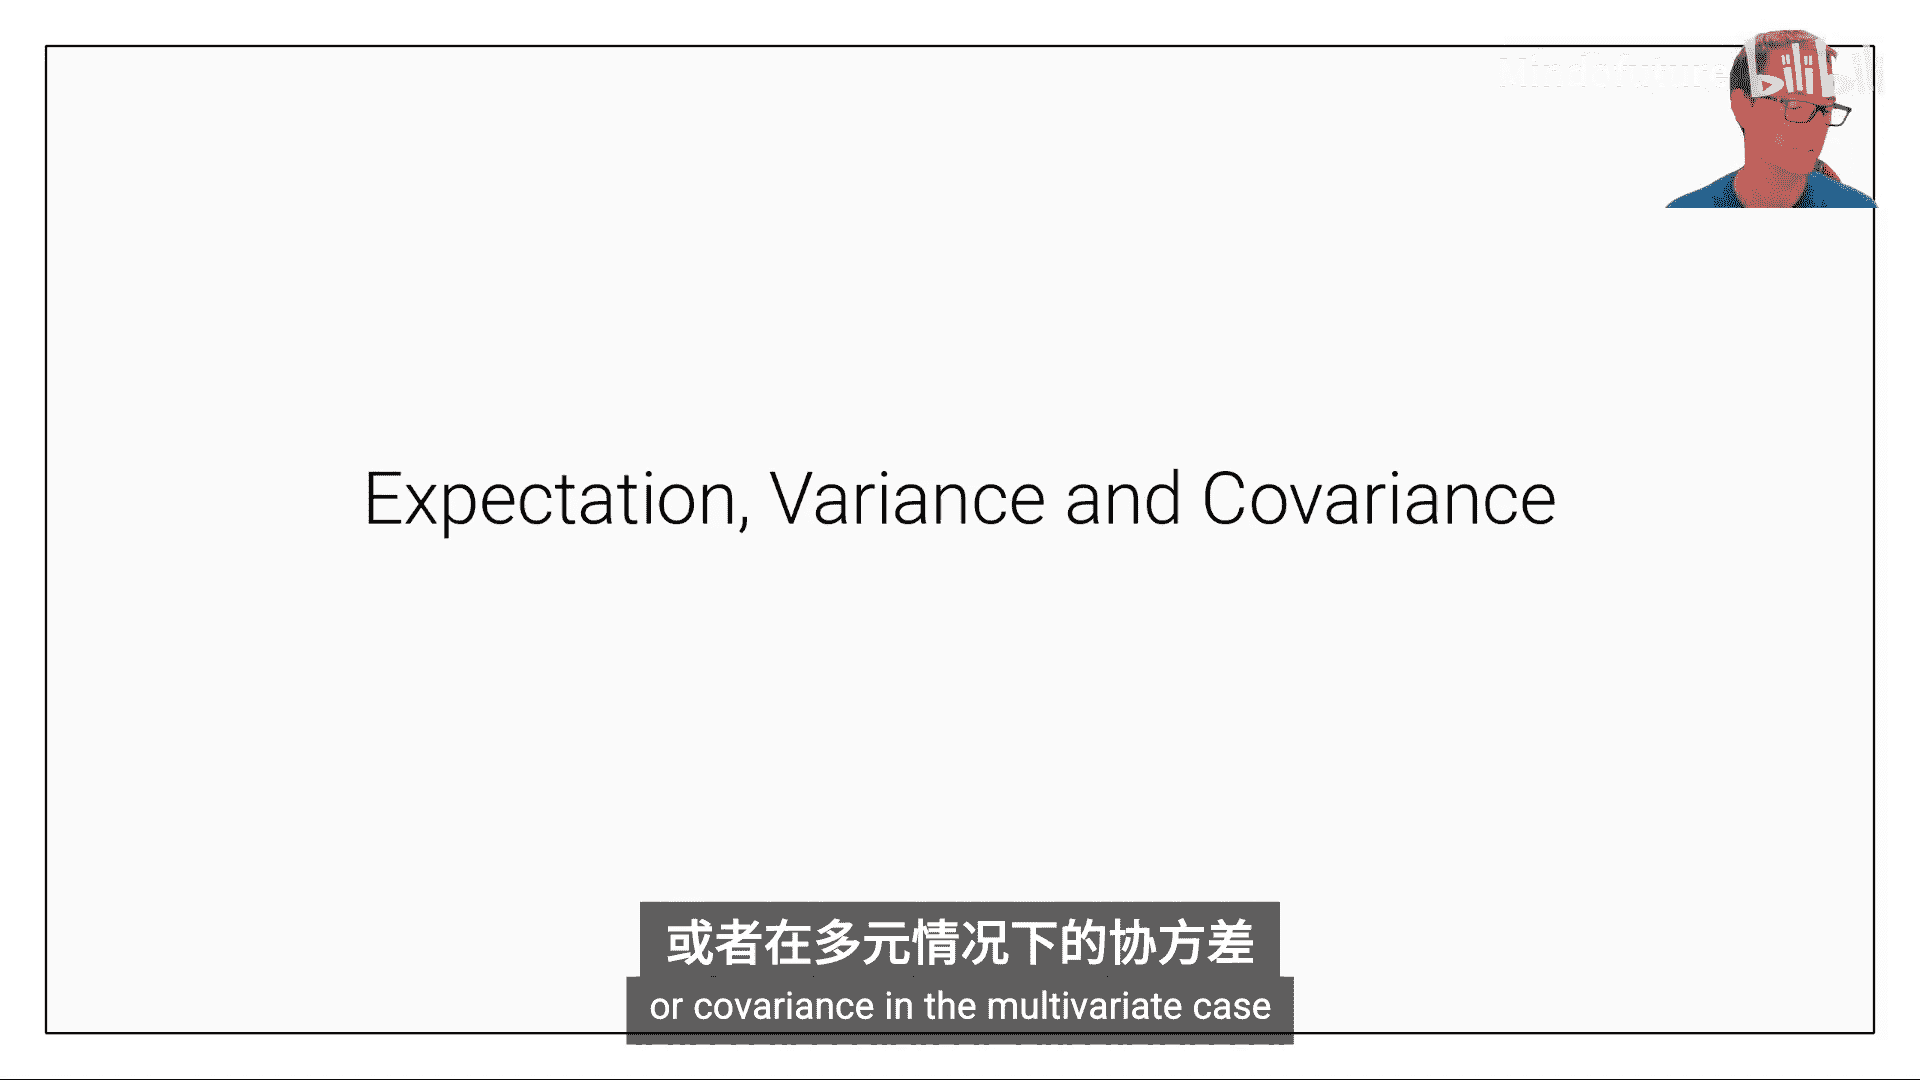 bilibili
Expectation, Variance and Covariance
或者在多元情况下的协方差
or covariance in the multivariate case